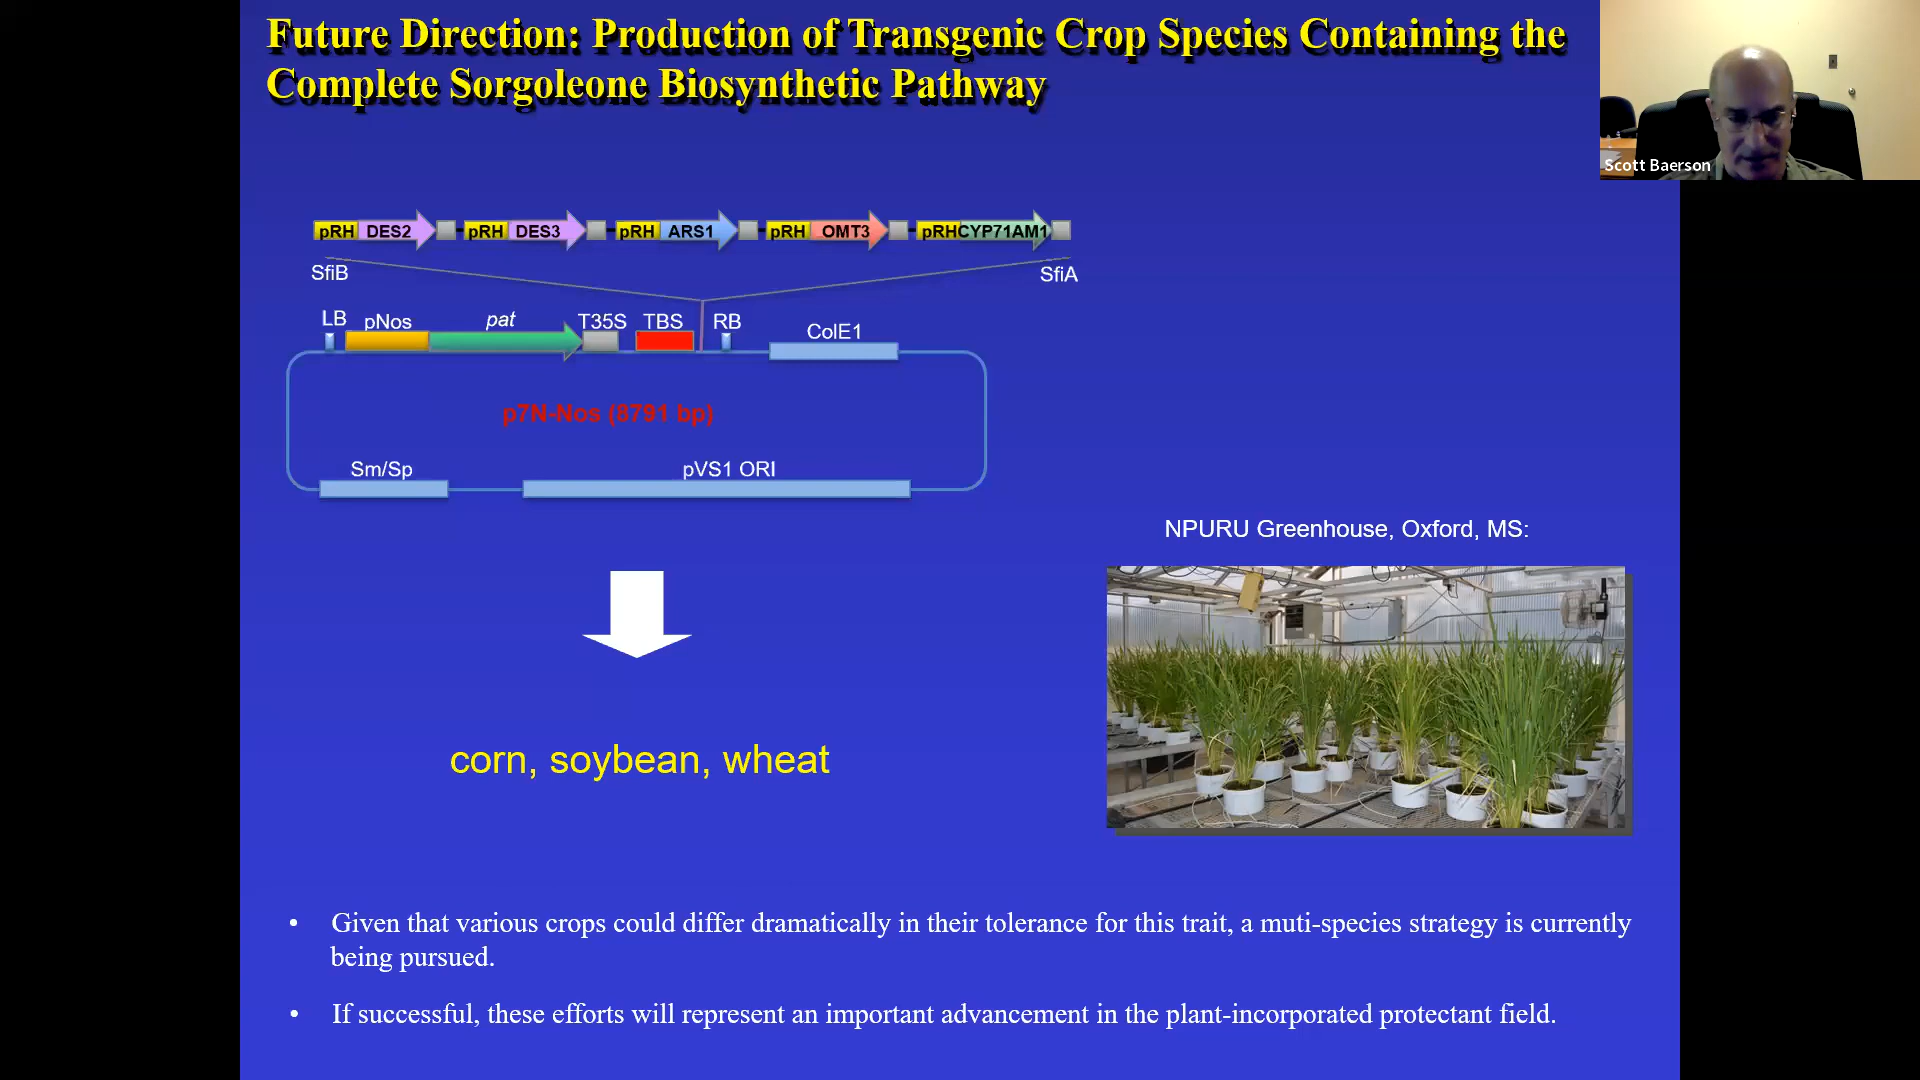 Future Direction: Production of Transgenic Crop Species Containing the
Complete Sorgoleone Biosynthetic Pathway
Scott Baerson
pRH DES2 pRH DES3 pRH ARS1 pRH OMT3 pRH CYP71AM1
SfiB SfiA
LB pNos pat T35S TBS RB ColE1
p7N-Nos (8791 bp)
Sm/Sp pVS1 ORI
NPURU Greenhouse, Oxford, MS:
corn, soybean, wheat
• Given that various crops could differ dramatically in their tolerance for this trait, a muti-species strategy is currently
being pursued.
• If successful, these efforts will represent an important advancement in the plant-incorporated protectant field.